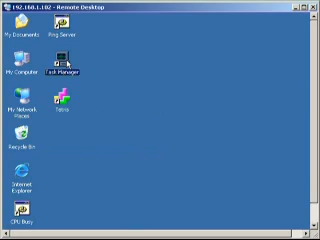 192.168.1.102 - Remote Desktop
My Documents
Ping Server
My Computer
Task Manager
My Network
Places
Tetris
Recycle Bin
Internet
Explorer
CPU Busy